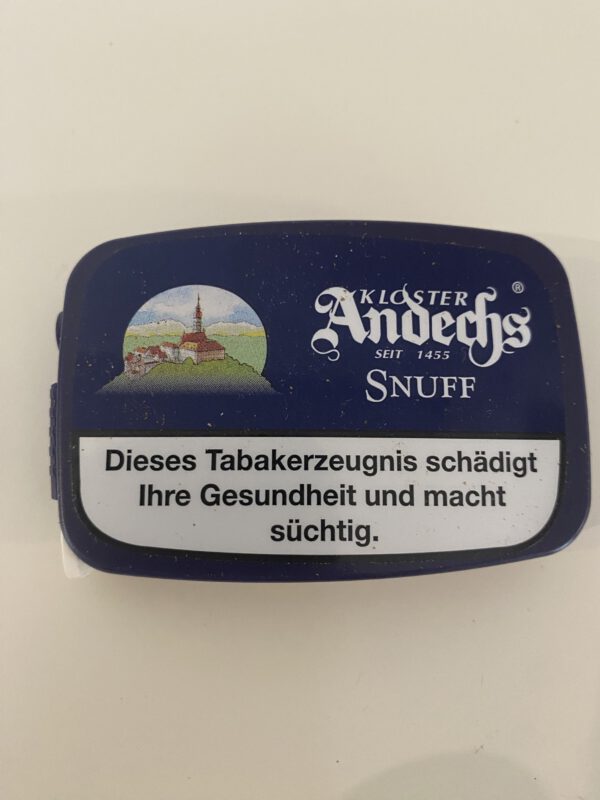 KLOSTER ®
Andechs
SEIT 1455
SNUFF
Dieses Tabakerzeugnis schädigt
Ihre Gesundheit und macht
süchtig.